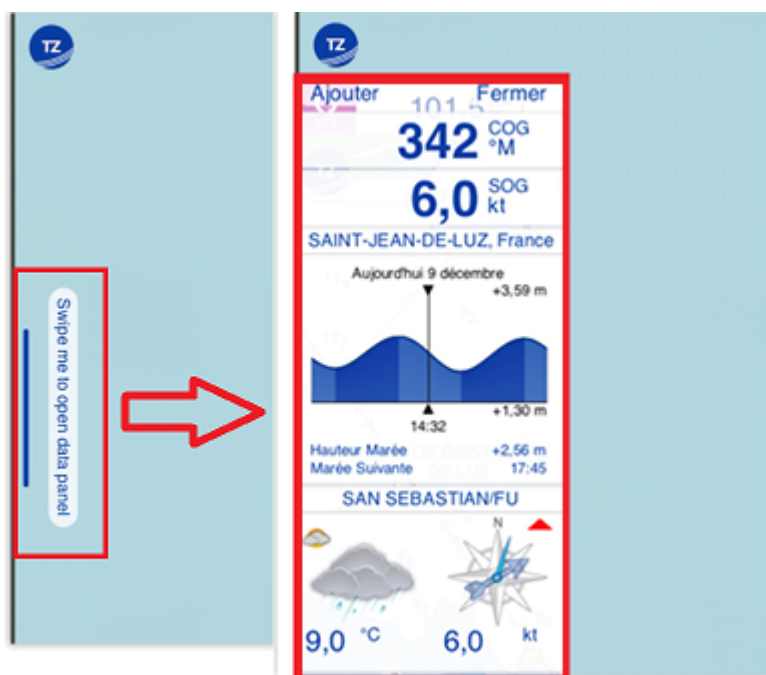 TZ
Swipe me to open data panel
TZ
Ajouter Fermer
101.5
342 COG °M
6,0 SOG kt
SAINT-JEAN-DE-LUZ, France
Aujourd'hui 9 décembre
+3,59 m
+1,30 m
14:32
Hauteur Marée +2,56 m
Marée Suivante 17:45
SAN SEBASTIAN/FU
N
9,0 °C 6,0 kt